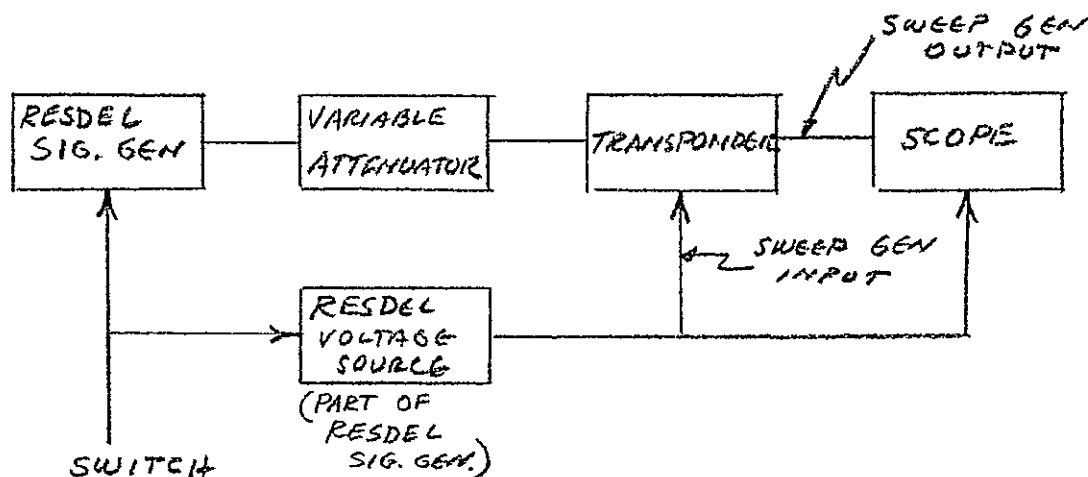 SWEEP GEN
OUTPUT
RESDEL
SIG. GEN
VARIABLE
ATTENUATOR
TRANSPONDER
SCOPE
SWEEP GEN
INPUT
RESDEL
VOLTAGE
SOURCE
(PART OF
RESDEL
SIG. GEN.)
SWITCH